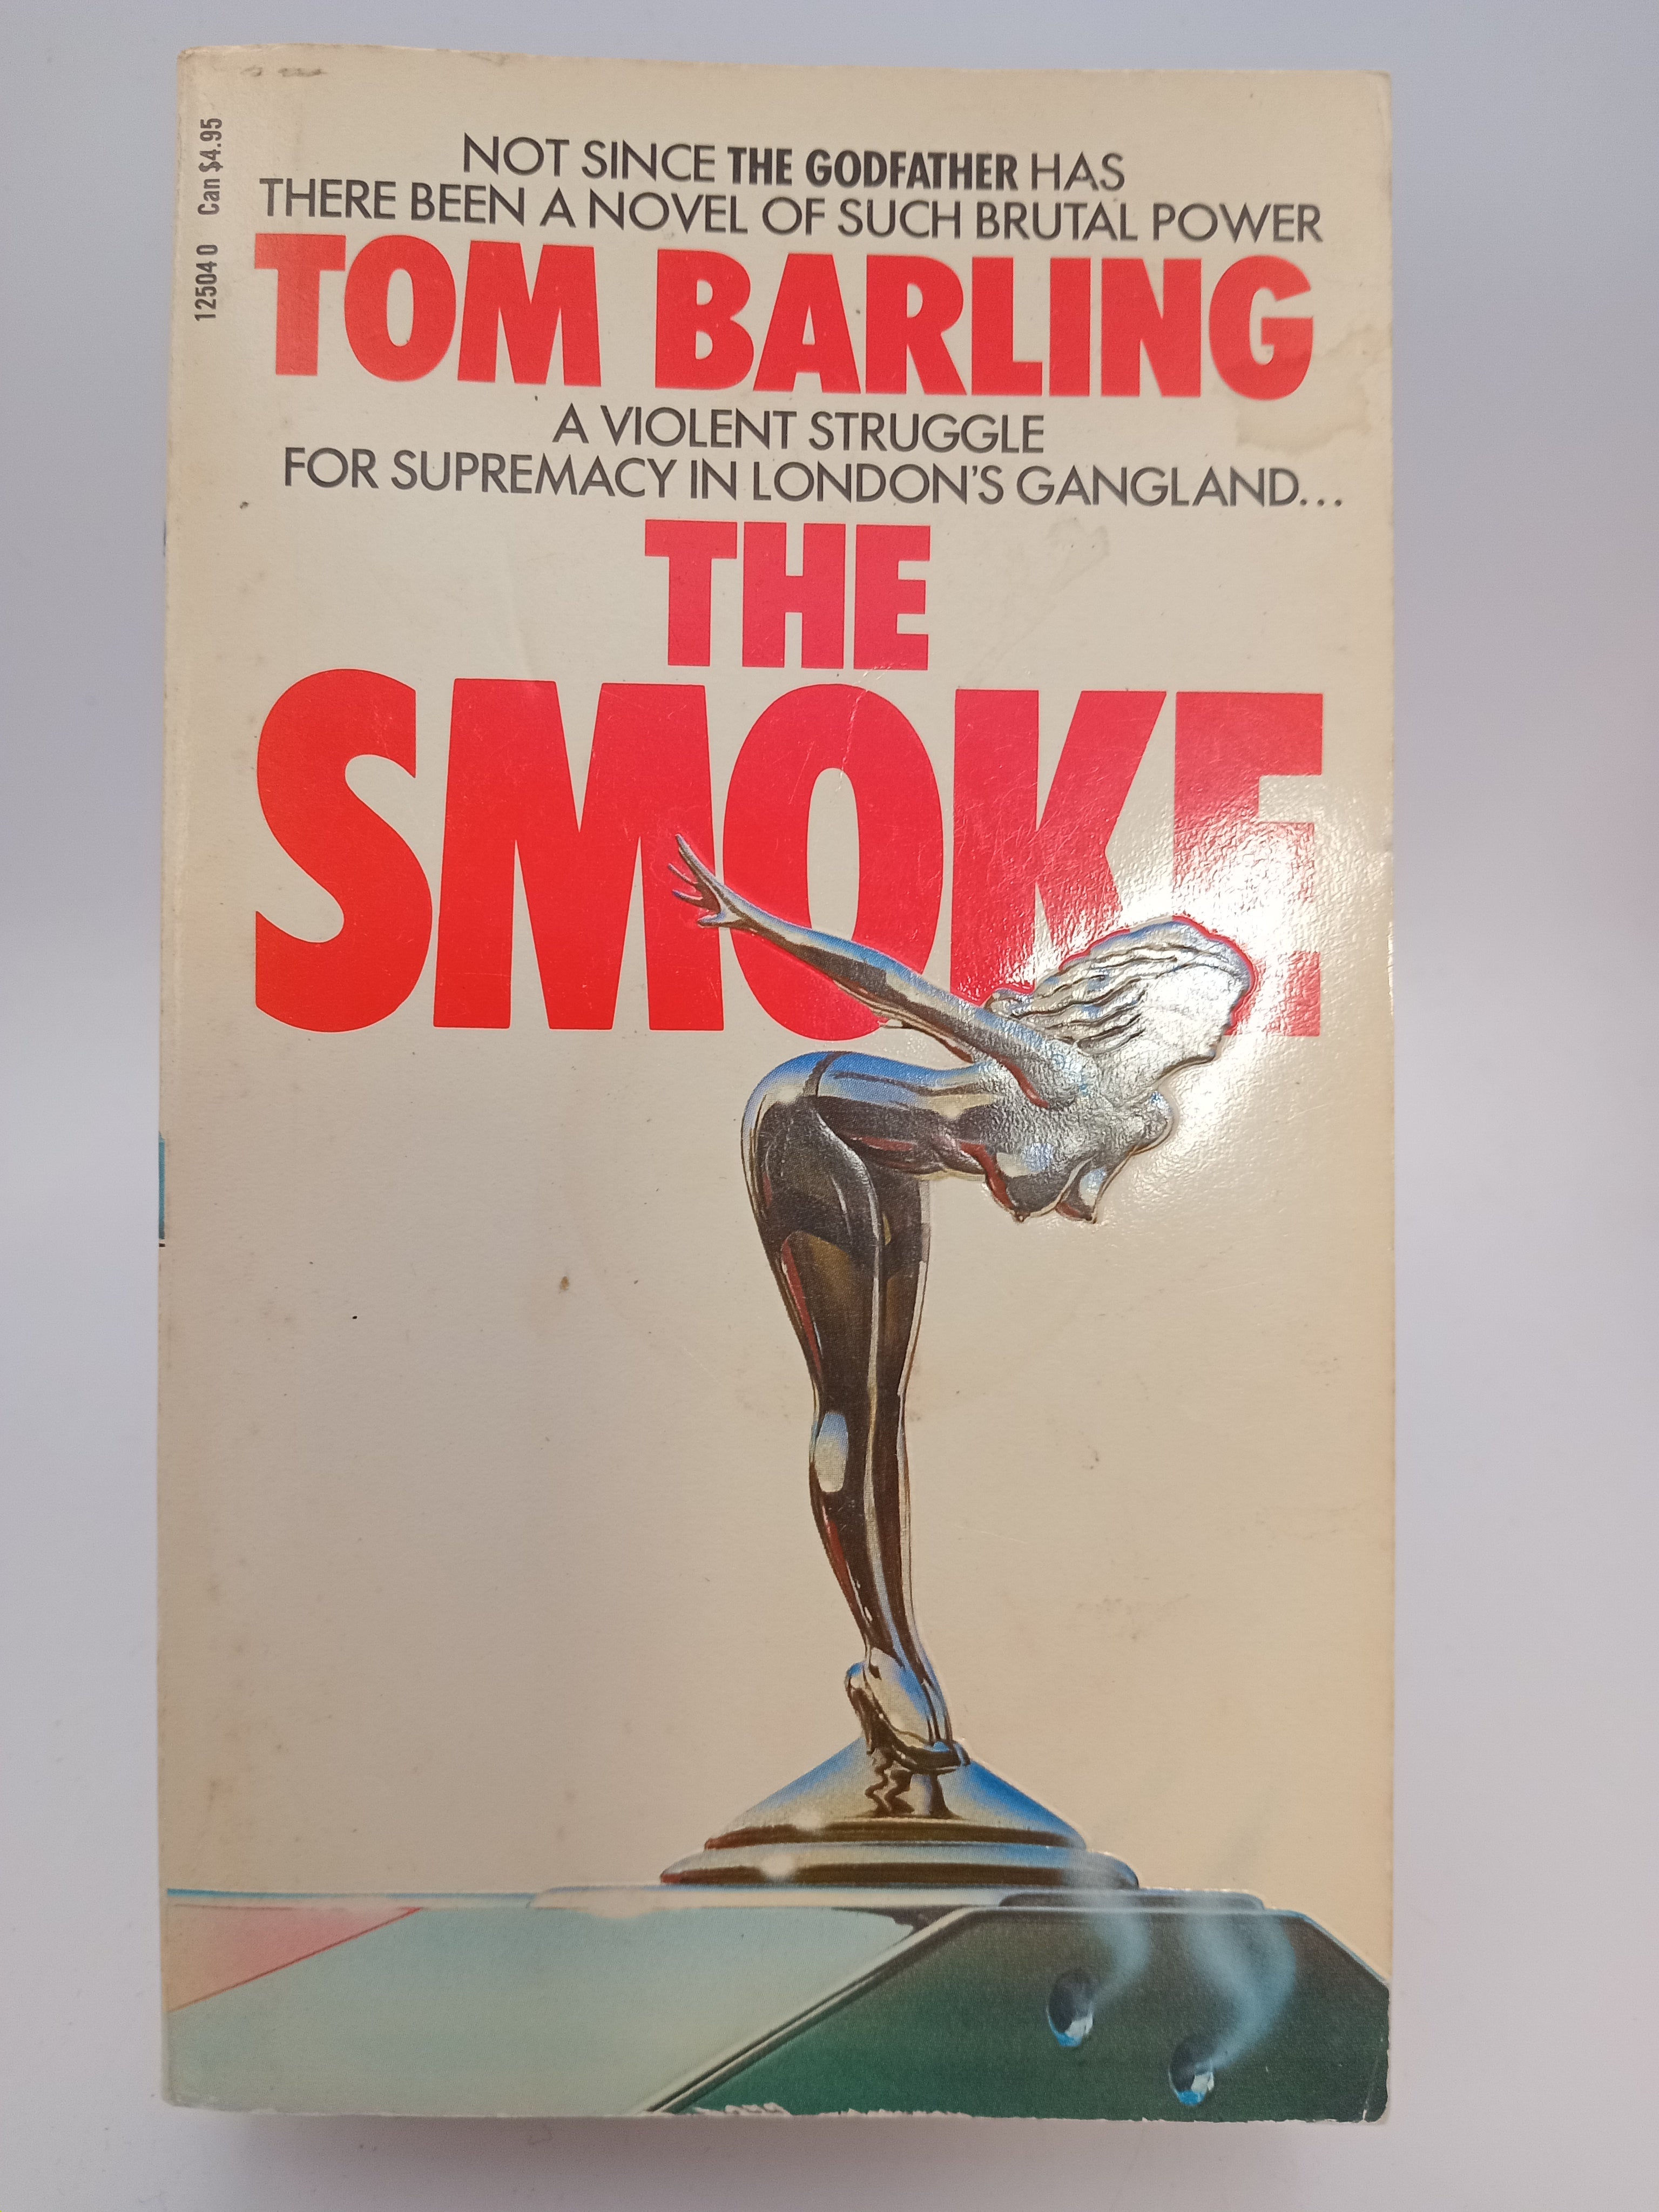 12504 0 Can $4.95
NOT SINCE THE GODFATHER HAS
THERE BEEN A NOVEL OF SUCH BRUTAL POWER
TOM BARLING
A VIOLENT STRUGGLE
FOR SUPREMACY IN LONDON'S GANGLAND...
THE
SMOKE